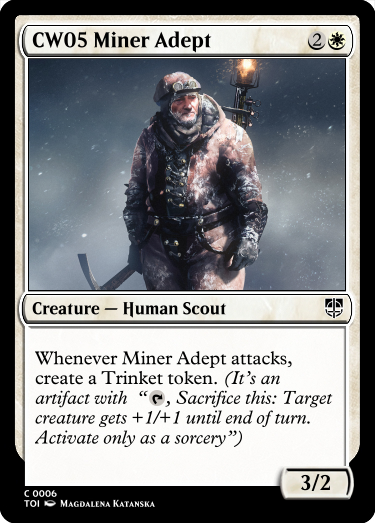 CW05 Miner Adept 2
Creature — Human Scout
Whenever Miner Adept attacks,
create a Trinket token. (It's an
artifact with “, Sacrifice this: Target
creature gets +1/+1 until end of turn.
Activate only as a sorcery”)
3/2
C 0006
TOI Magdalena Katanska